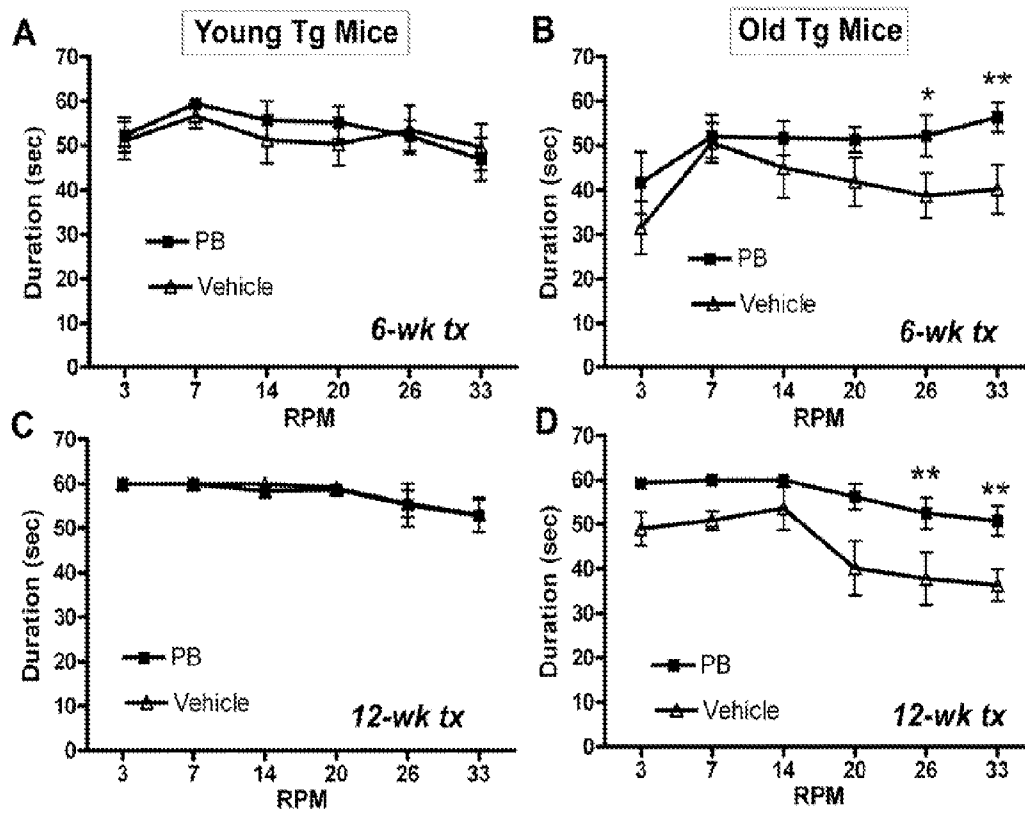 A
Young Tg Mice
70
60
50
40
30
20
10
0
Duration (sec)
PB
Vehicle
6-wk tx
3 7 14 20 26 33
RPM
B
Old Tg Mice
70
60
50
40
30
20
10
0
Duration (sec)
* **
PB
Vehicle
6-wk tx
3 7 14 20 26 33
RPM
C
70
60
50
40
30
20
10
0
Duration (sec)
PB
Vehicle
12-wk tx
3 7 14 20 26 33
RPM
D
70
60
50
40
30
20
10
0
Duration (sec)
** **
PB
Vehicle
12-wk tx
3 7 14 20 26 33
RPM